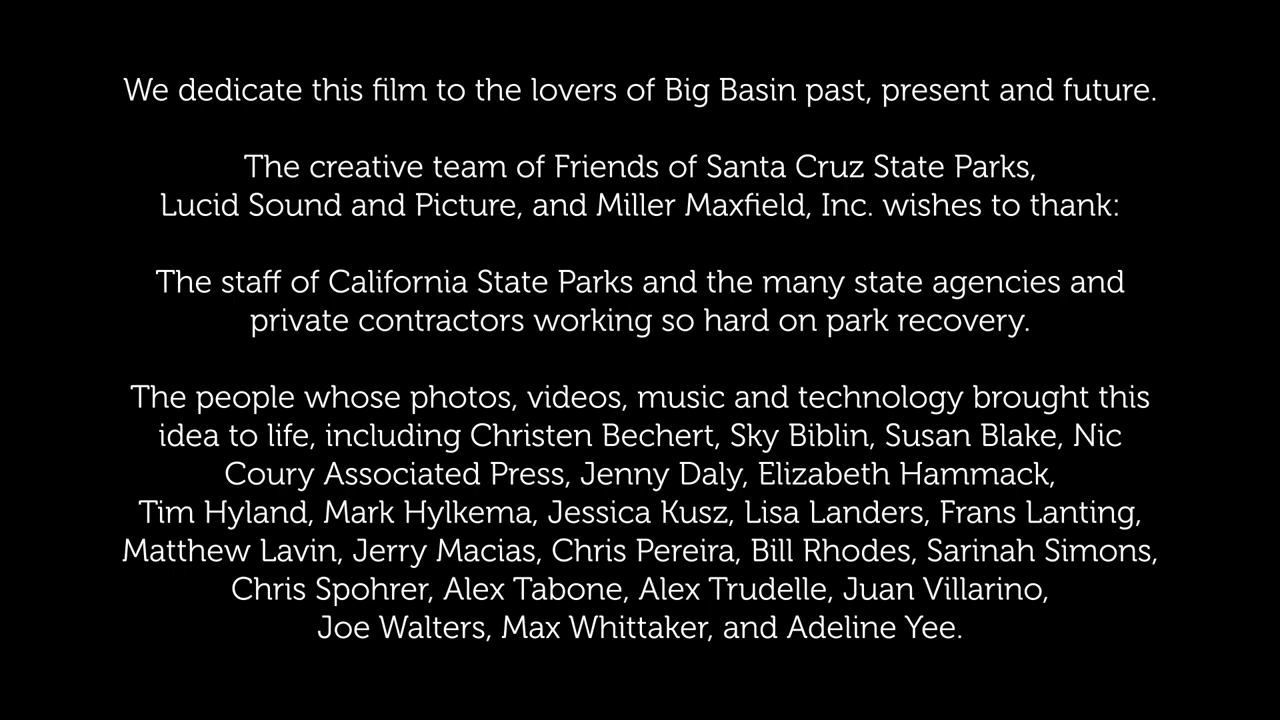 We dedicate this film to the lovers of Big Basin past, present and future.
The creative team of Friends of Santa Cruz State Parks,
Lucid Sound and Picture, and Miller Maxfield, Inc. wishes to thank:
The staff of California State Parks and the many state agencies and
private contractors working so hard on park recovery.
The people whose photos, videos, music and technology brought this
idea to life, including Christen Bechert, Sky Biblin, Susan Blake, Nic
Coury Associated Press, Jenny Daly, Elizabeth Hammack,
Tim Hyland, Mark Hylkema, Jessica Kusz, Lisa Landers, Frans Lanting,
Matthew Lavin, Jerry Macias, Chris Pereira, Bill Rhodes, Sarinah Simons,
Chris Spohrer, Alex Tabone, Alex Trudelle, Juan Villarino,
Joe Walters, Max Whittaker, and Adeline Yee.